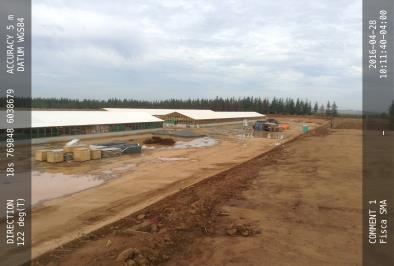 DIRECTION
122 deg(T)
18s 769848 6038679
ACCURACY 5 m
DATUM WGS84
2016-04-28
10:11:40-04:00
COMMENT 1
Fisca SMA